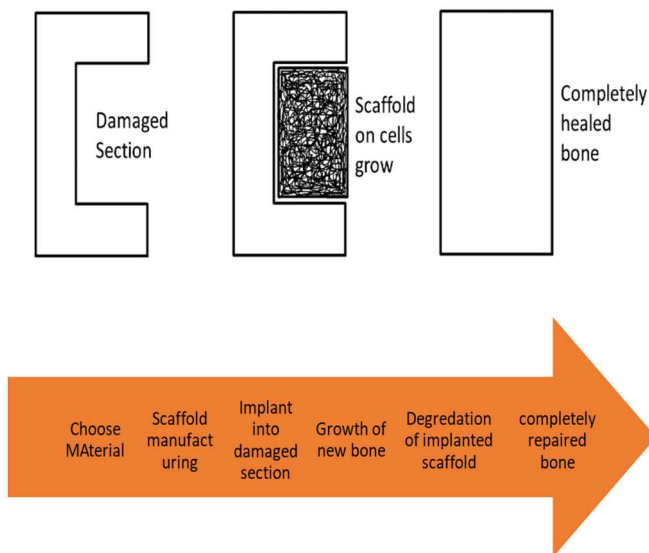 Damaged
Section
Scaffold
on cells
grow
Completely
healed
bone
Choose
MAterial
Scaffold
manufact
uring
Implant
into
damaged
section
Growth of
new bone
Degredation
of implanted
scaffold
completely
repaired
bone